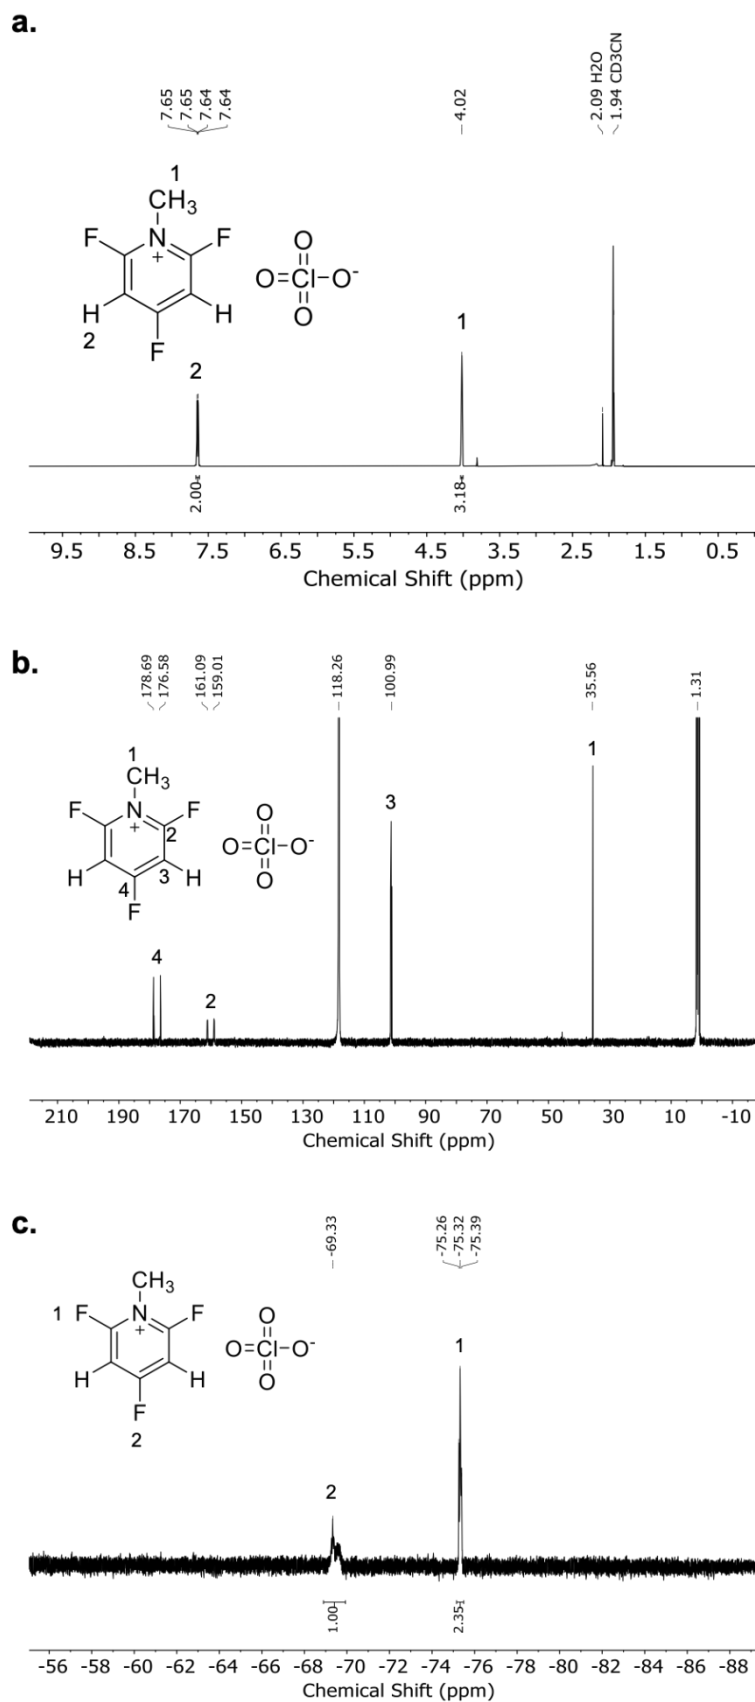 a.
7.65
7.65
7.64
7.64
4.02
2.09 H2O
1.94 CD3CN
1
CH3
F
N
+
F
H
H
2
F
O
O=Cl-O-
O
2
1
2.00
3.18
9.5 8.5 7.5 6.5 5.5 4.5 3.5 2.5 1.5 0.5
Chemical Shift (ppm)
b.
178.69
176.58
161.09
159.01
118.26
100.99
35.56
1.31
1
CH3
F
N
+
F
2
H
H
4
3
F
O
O=Cl-O-
O
4
2
3
1
210 190 170 150 130 110 90 70 50 30 10 -10
Chemical Shift (ppm)
c.
-69.33
-75.26
-75.32
-75.39
CH3
1 F
N
+
F
H
H
F
2
O
O=Cl-O-
O
2
1
1.00
2.35
-56 -58 -60 -62 -64 -66 -68 -70 -72 -74 -76 -78 -80 -82 -84 -86 -88
Chemical Shift (ppm)